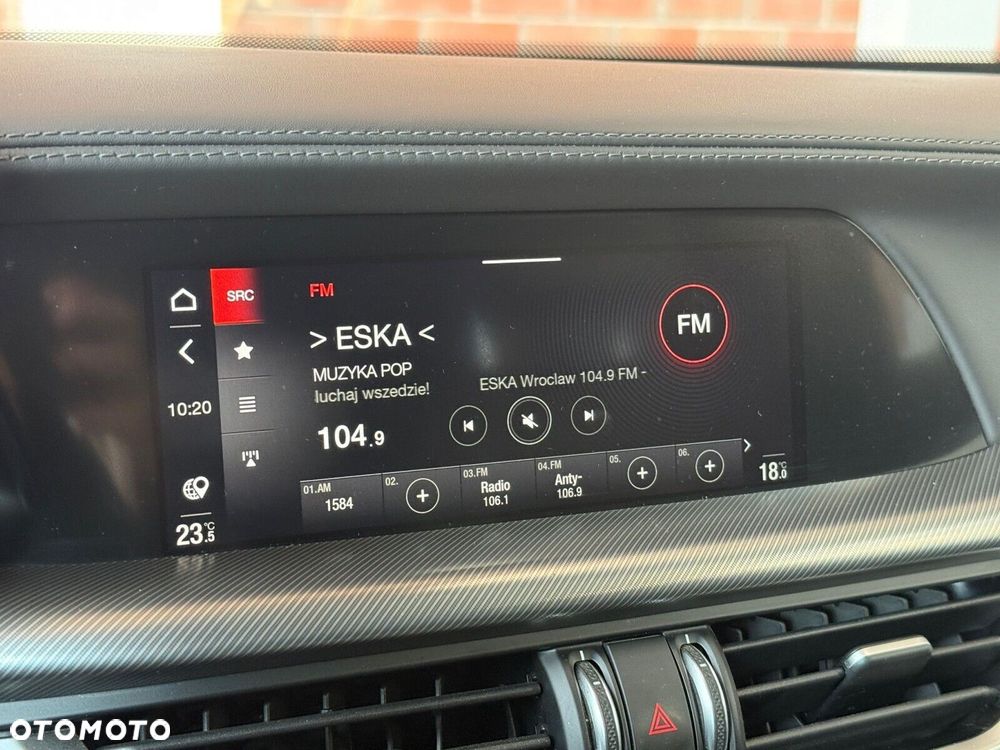 SRC
FM
> ESKA <
FM
MUZYKA POP
łuchaj wszedzie!
ESKA Wroclaw 104.9 FM -
10:20
104.9
01.AM
1584
02.
03.FM
Radio
106.1
04.FM
Anty-
106.9
05.
06.
23.5 °C
18.0 °C
OTOMOTO